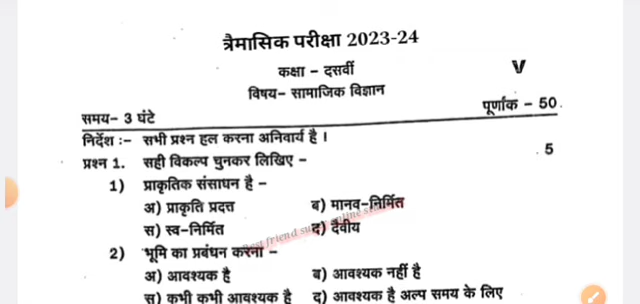 त्रैमासिक परीक्षा 2023-24
कक्षा – दसवीं
V
विषय– सामाजिक विज्ञान
समय– 3 घंटे
पूर्णांक – 50.
निर्देश :– सभी प्रश्न हल करना अनिवार्य है ।
प्रश्न 1. सही विकल्प चुनकर लिखिए – 5
1) प्राकृतिक संसाधन है –
अ) प्राकृति प्रदत्त ब) मानव–निर्मित
स) स्व–निर्मित द) दैवीय
2) भूमि का प्रबंधन करना –
अ) आवश्यक है ब) आवश्यक नहीं है
स) कभी कभी आवश्यक है द) आवश्यक है अल्प समय के लिए